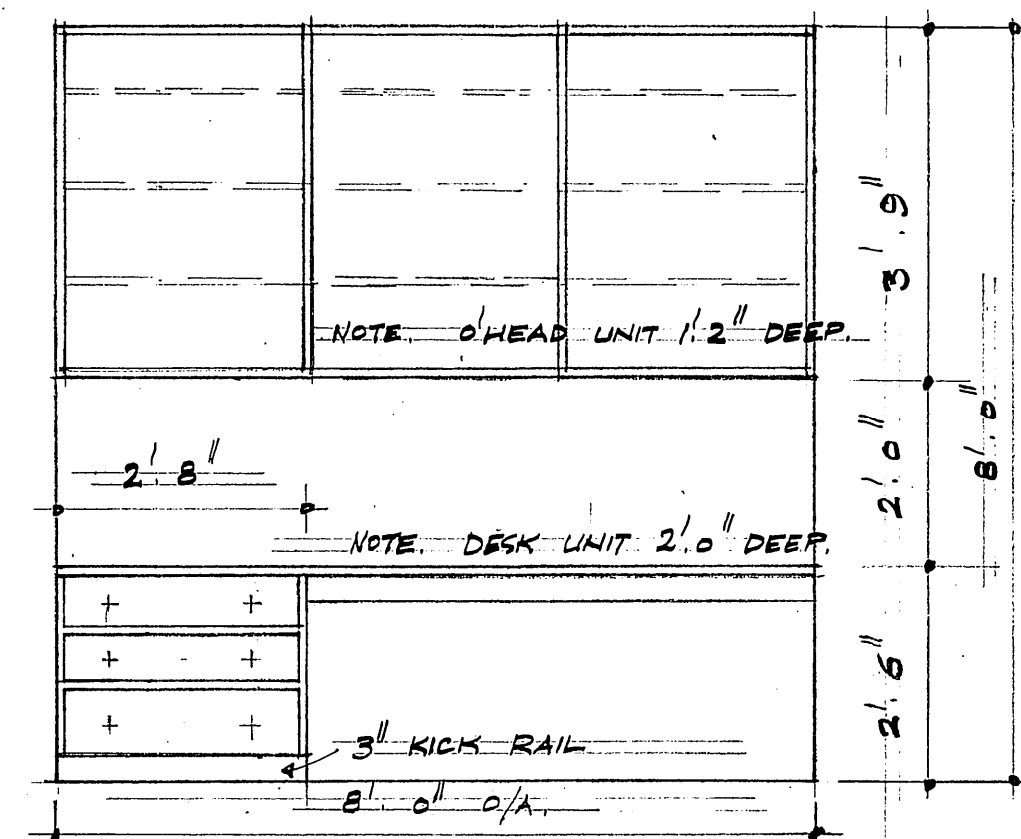 3'.9"
NOTE. O'HEAD UNIT 1'.2" DEEP.
8'.0"
2'.0"
2'.8"
NOTE. DESK UNIT 2'.0" DEEP.
2'.6"
3" KICK RAIL
8'.0" O/A.